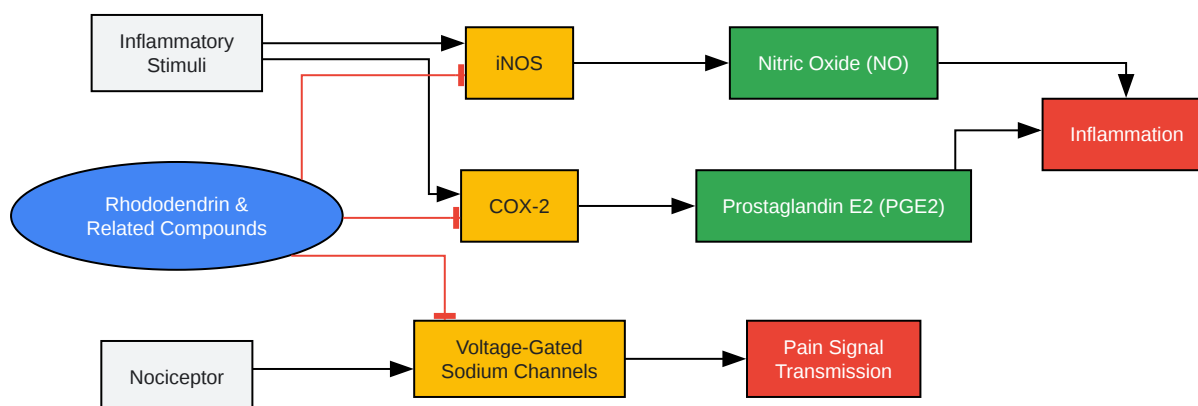 Inflammatory
Stimuli
iNOS
Nitric Oxide (NO)
Inflammation
Rhododendrin &
Related Compounds
COX-2
Prostaglandin E2 (PGE2)
Nociceptor
Voltage-Gated
Sodium Channels
Pain Signal
Transmission